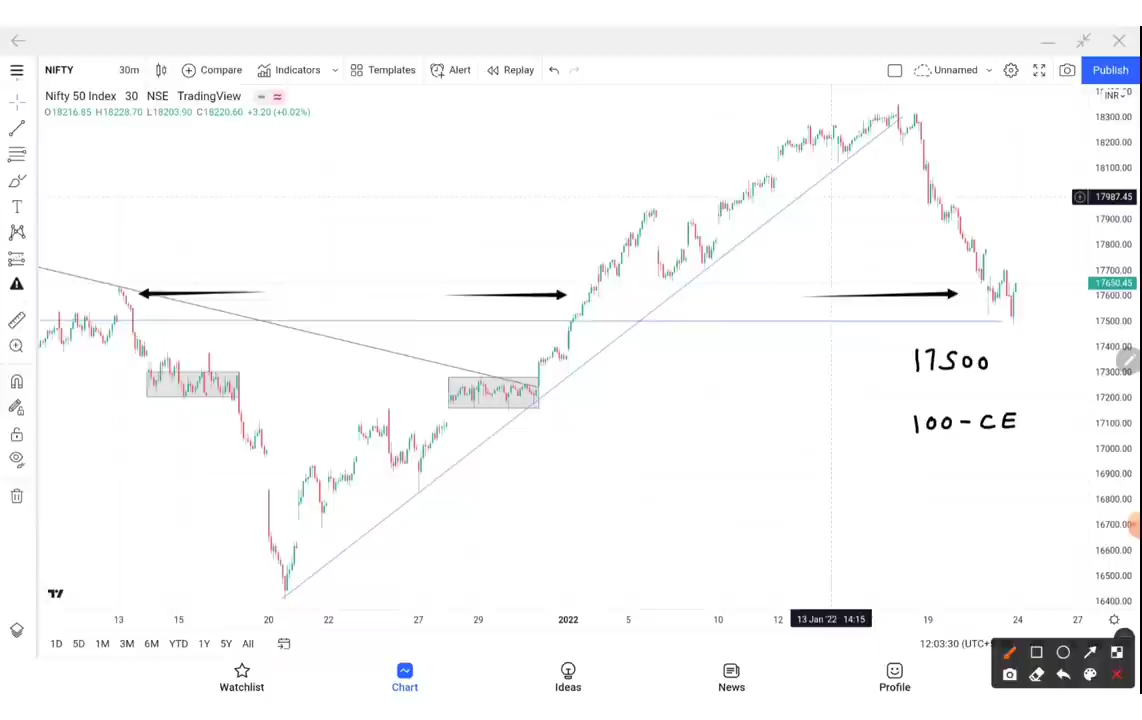 NIFTY 30m Compare Indicators Templates Alert Replay Unnamed Publish
Nifty 50 Index 30 NSE TradingView
O18216.85 H18228.70 L18203.90 C18220.60 +3.20 (+0.02%)
INR
18300.00
18200.00
18100.00
17987.45
17900.00
17800.00
17700.00
17650.45
17600.00
17500.00
17400.00
17300.00
17200.00
17100.00
17000.00
16900.00
16800.00
16700.00
16600.00
16500.00
16400.00
17500
100-CE
13 15 20 22 27 29 2022 5 10 12 13 Jan '22 14:15 19 24 27
1D 5D 1M 3M 6M YTD 1Y 5Y All 12:03:30
Watchlist Chart Ideas News Profile